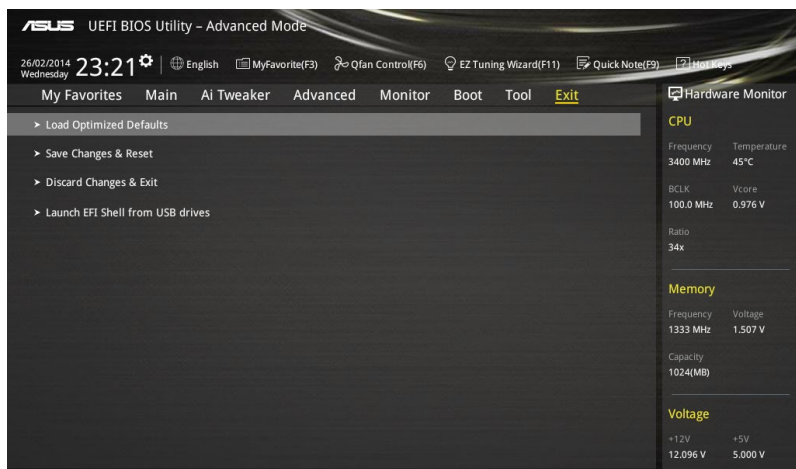 ASUS UEFI BIOS Utility – Advanced Mode
26/02/2014 Wednesday 23:21 English MyFavorite(F3) Qfan Control(F6) EZ Tuning Wizard(F11) Quick Note(F9) ? Hot Keys
My Favorites Main Ai Tweaker Advanced Monitor Boot Tool Exit
Load Optimized Defaults
Save Changes & Reset
Discard Changes & Exit
Launch EFI Shell from USB drives
Hardware Monitor
CPU
Frequency Temperature
3400 MHz 45°C
BCLK Vcore
100.0 MHz 0.976 V
Ratio
34x
Memory
Frequency Voltage
1333 MHz 1.507 V
Capacity
1024(MB)
Voltage
+12V +5V
12.096 V 5.000 V